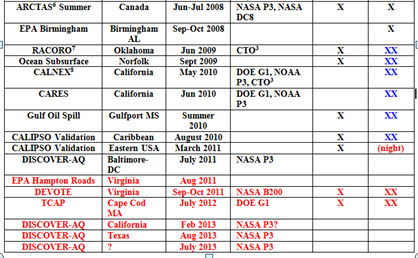 ARCTAS6 Summer Canada Jun-Jul 2008 NASA P3, NASA X X
DC8
EPA Birmingham Birmingham Sep-Oct 2008 X
AL
RACORO7 Oklahoma Jun 2009 CTO3 X XX
Ocean Subsurface Norfolk Sept 2009 X XX
CALNEX8 California May 2010 DOE G1, NOAA XX
P3, CTO3
CARES California Jun 2010 DOE G1, NOAA XX
P3
Gulf Oil Spill Gulfport MS Summer X XX
2010
CALIPSO Validation Caribbean August 2010 X XX
CALIPSO Validation Eastern USA March 2011 X (night)
DISCOVER-AQ Baltimore- July 2011 NASA P3
DC
EPA Hampton Roads Virginia Aug 2011
DEVOTE Virginia Sep-Oct 2011 NASA B200 X XX
TCAP Cape Cod July 2012 DOE G1 X XX
MA
DISCOVER-AQ California Feb 2013 NASA P3?
DISCOVER-AQ Texas Aug 2013 NASA P3
DISCOVER-AQ ? July 2013 NASA P3